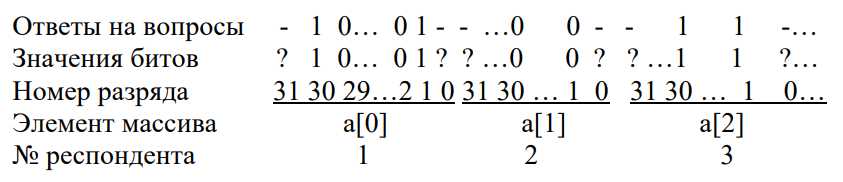 Ответы на вопросы - 1 0… 0 1 - - …0 0 - - 1 1 -…
Значения битов ? 1 0… 0 1 ? ? …0 0 ? ? …1 1 ?…
Номер разряда 31 30 29…2 1 0 31 30 … 1 0 31 30 … 1 0…
Элемент массива a[0] a[1] a[2]
№ респондента 1 2 3